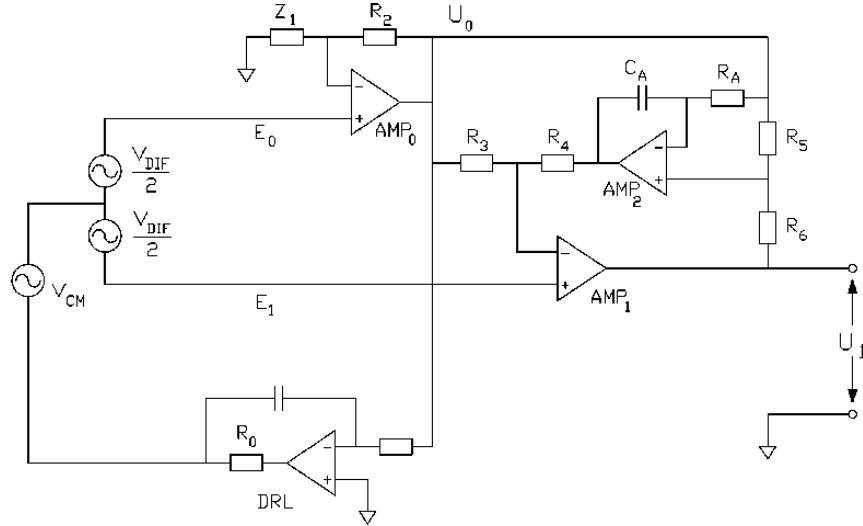 Z1 R2 U0
CA RA
AMP0
E0 R3 R4 R5
AMP2
VDIF/2
VDIF/2
R6
VCM
E1 AMP1
U1
R0
DRL